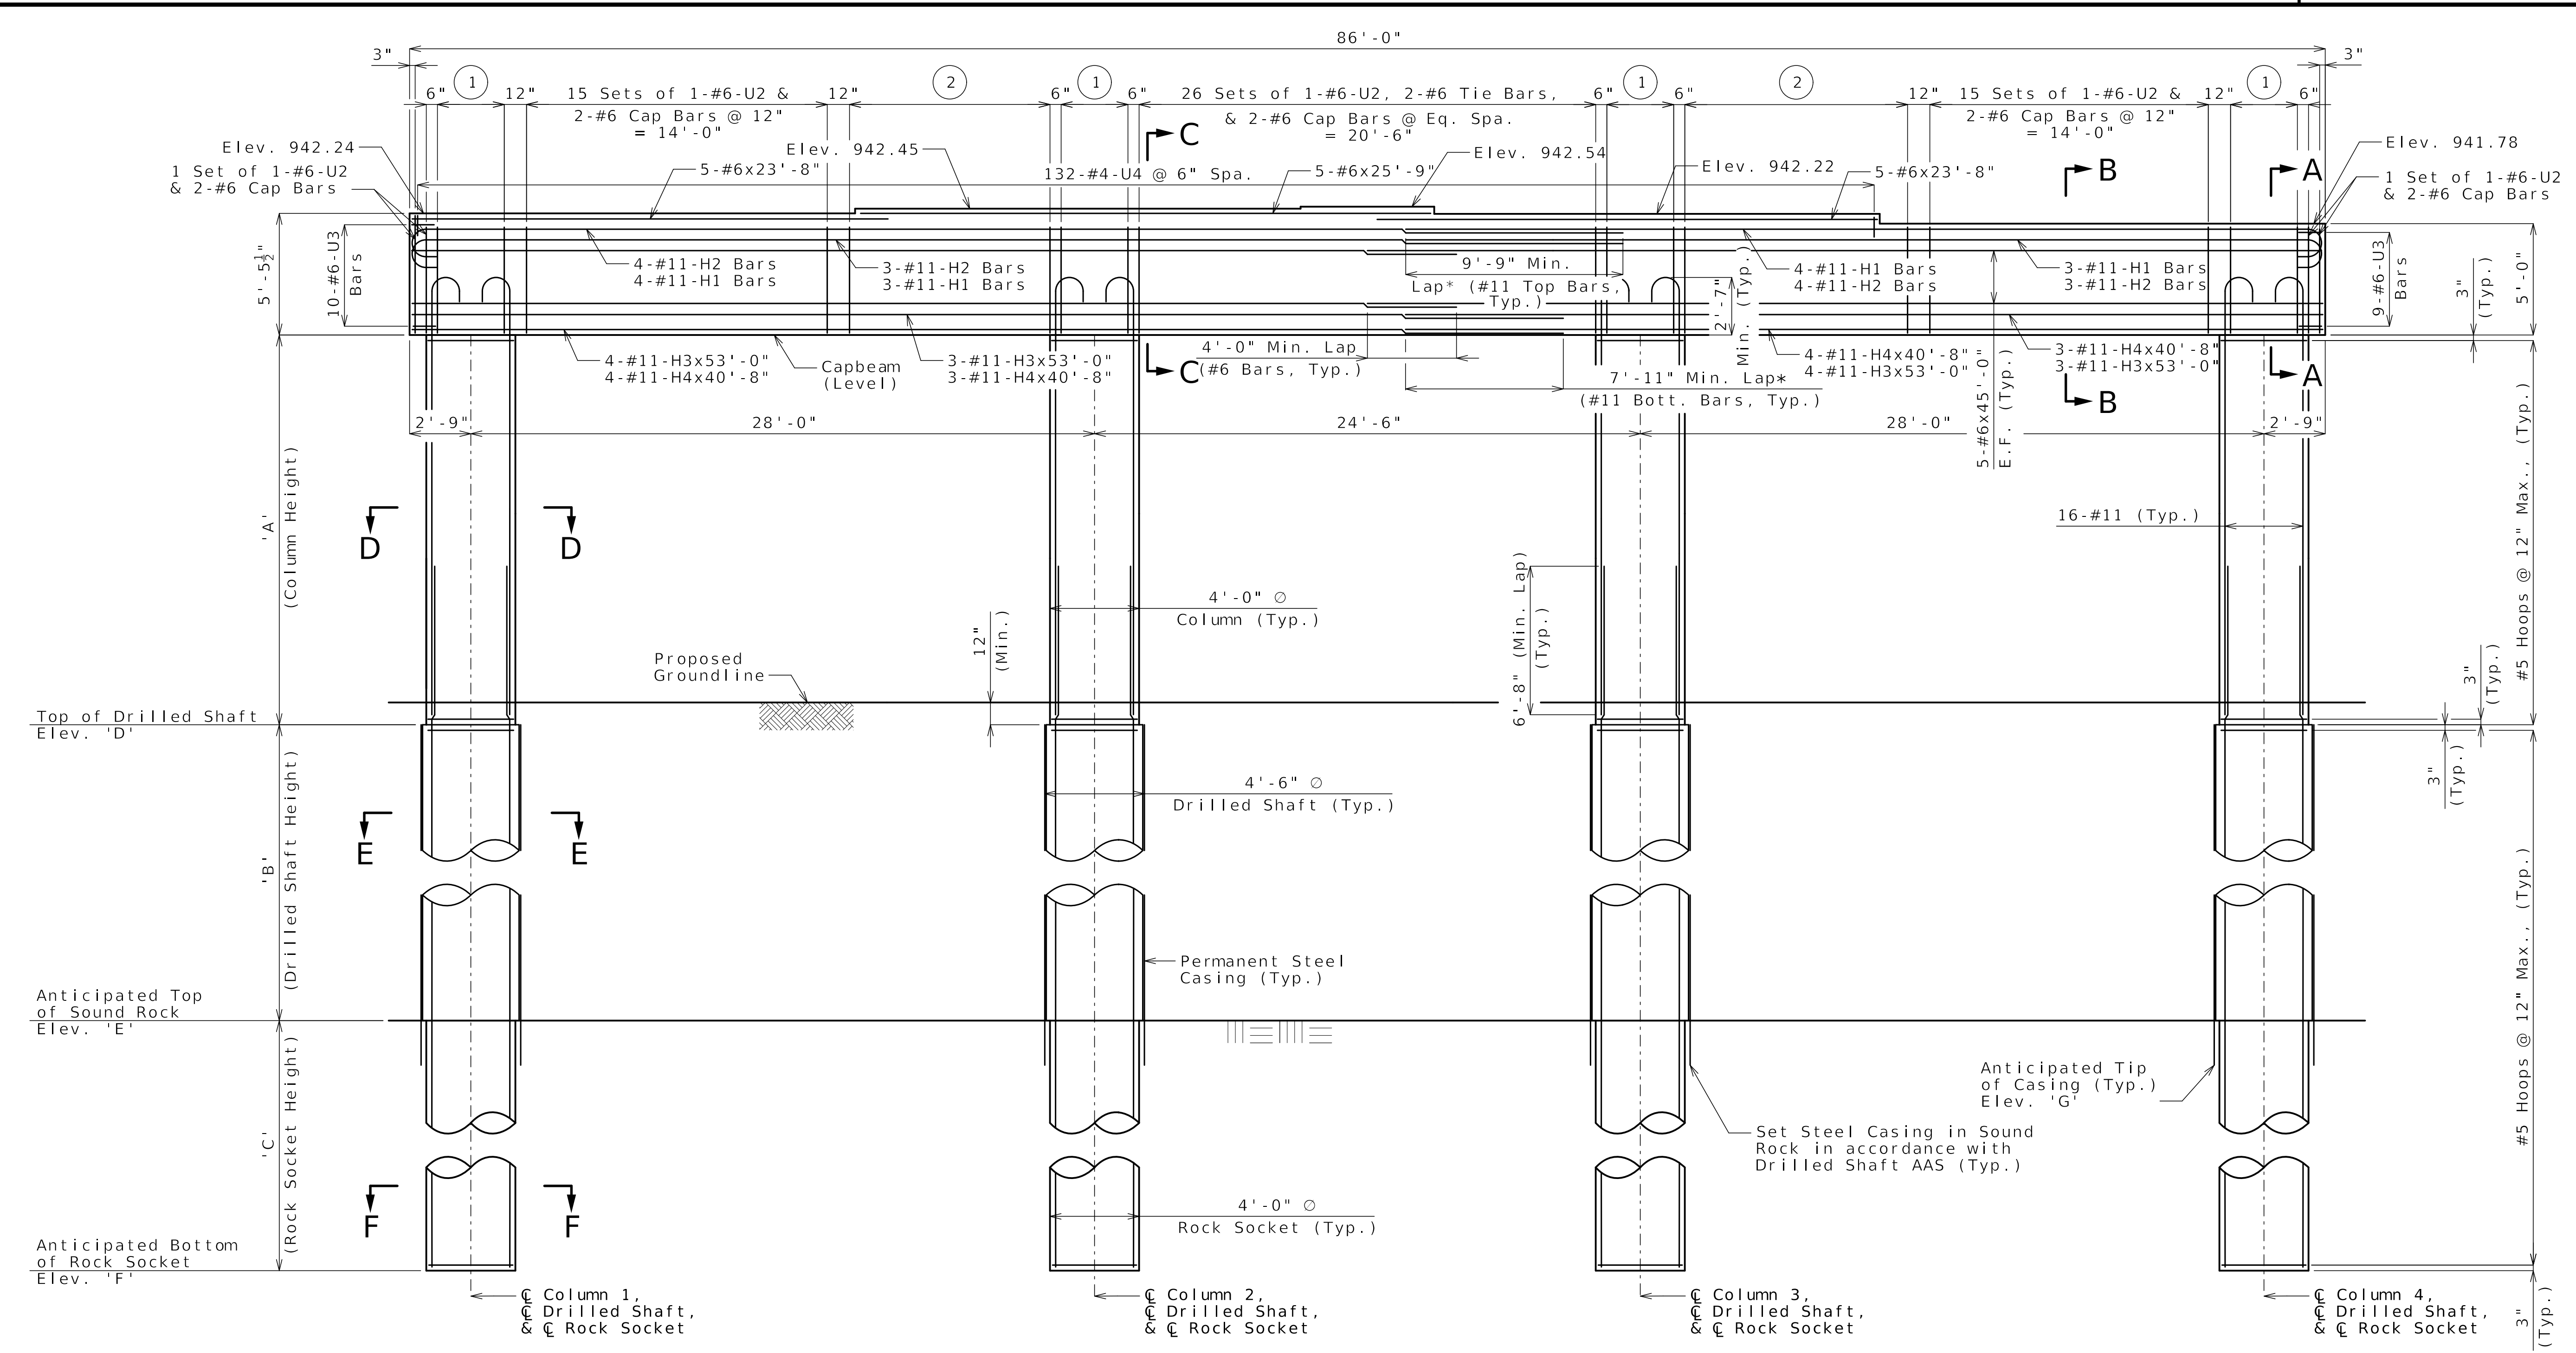 86'-0"
3"
3"
1
2
1
1
2
1
6"
12"
15 Sets of 1-#6-U2 &
2-#6 Cap Bars @ 12"
= 14'-0"
12"
6"
6"
26 Sets of 1-#6-U2, 2-#6 Tie Bars,
& 2-#6 Cap Bars @ Eq. Spa.
= 20'-6"
6"
6"
12"
15 Sets of 1-#6-U2 &
2-#6 Cap Bars @ 12"
= 14'-0"
12"
6"
Elev. 942.24
1 Set of 1-#6-U2
& 2-#6 Cap Bars
Elev. 942.45
5-#6x23'-8"
C
132-#4-U4 @ 6" Spa.
5-#6x25'-9"
Elev. 942.54
Elev. 942.22
5-#6x23'-8"
B
A
Elev. 941.78
1 Set of 1-#6-U2
& 2-#6 Cap Bars
5'-5½"
10-#6-U3
Bars
4-#11-H2 Bars
4-#11-H1 Bars
3-#11-H2 Bars
3-#11-H1 Bars
9'-9" Min.
Lap* (#11 Top Bars,
Typ.)
2'-7"
Min. (Typ.)
4-#11-H1 Bars
4-#11-H2 Bars
3-#11-H1 Bars
3-#11-H2 Bars
9-#6-U3
Bars
3"
(Typ.)
5'-0"
4-#11-H3x53'-0"
4-#11-H4x40'-8"
Capbeam
(Level)
3-#11-H3x53'-0"
3-#11-H4x40'-8"
C
4'-0" Min. Lap
(#6 Bars, Typ.)
7'-11" Min. Lap*
(#11 Bott. Bars, Typ.)
4-#11-H4x40'-8"
4-#11-H3x53'-0"
5-#6x45'-0"
E.F. (Typ.)
3-#11-H4x40'-8"
3-#11-H3x53'-0"
B
A
2'-9"
28'-0"
24'-6"
28'-0"
2'-9"
'A'
(Column Height)
D
D
16-#11 (Typ.)
#5 Hoops @ 12" Max., (Typ.)
4'-0" ∅
Column (Typ.)
12"
(Min.)
6'-8" (Min. Lap)
(Typ.)
Proposed
Groundline
3"
(Typ.)
Top of Drilled Shaft
Elev. 'D'
3"
(Typ.)
4'-6" ∅
Drilled Shaft (Typ.)
'B'
(Drilled Shaft Height)
E
E
Permanent Steel
Casing (Typ.)
#5 Hoops @ 12" Max., (Typ.)
Anticipated Top
of Sound Rock
Elev. 'E'
Anticipated Tip
of Casing (Typ.)
Elev. 'G'
Set Steel Casing in Sound
Rock in accordance with
Drilled Shaft AAS (Typ.)
'C'
(Rock Socket Height)
F
F
4'-0" ∅
Rock Socket (Typ.)
Anticipated Bottom
of Rock Socket
Elev. 'F'
℄ Column 1,
℄ Drilled Shaft,
& ℄ Rock Socket
℄ Column 2,
℄ Drilled Shaft,
& ℄ Rock Socket
℄ Column 3,
℄ Drilled Shaft,
& ℄ Rock Socket
℄ Column 4,
℄ Drilled Shaft,
& ℄ Rock Socket
3"
(Typ.)